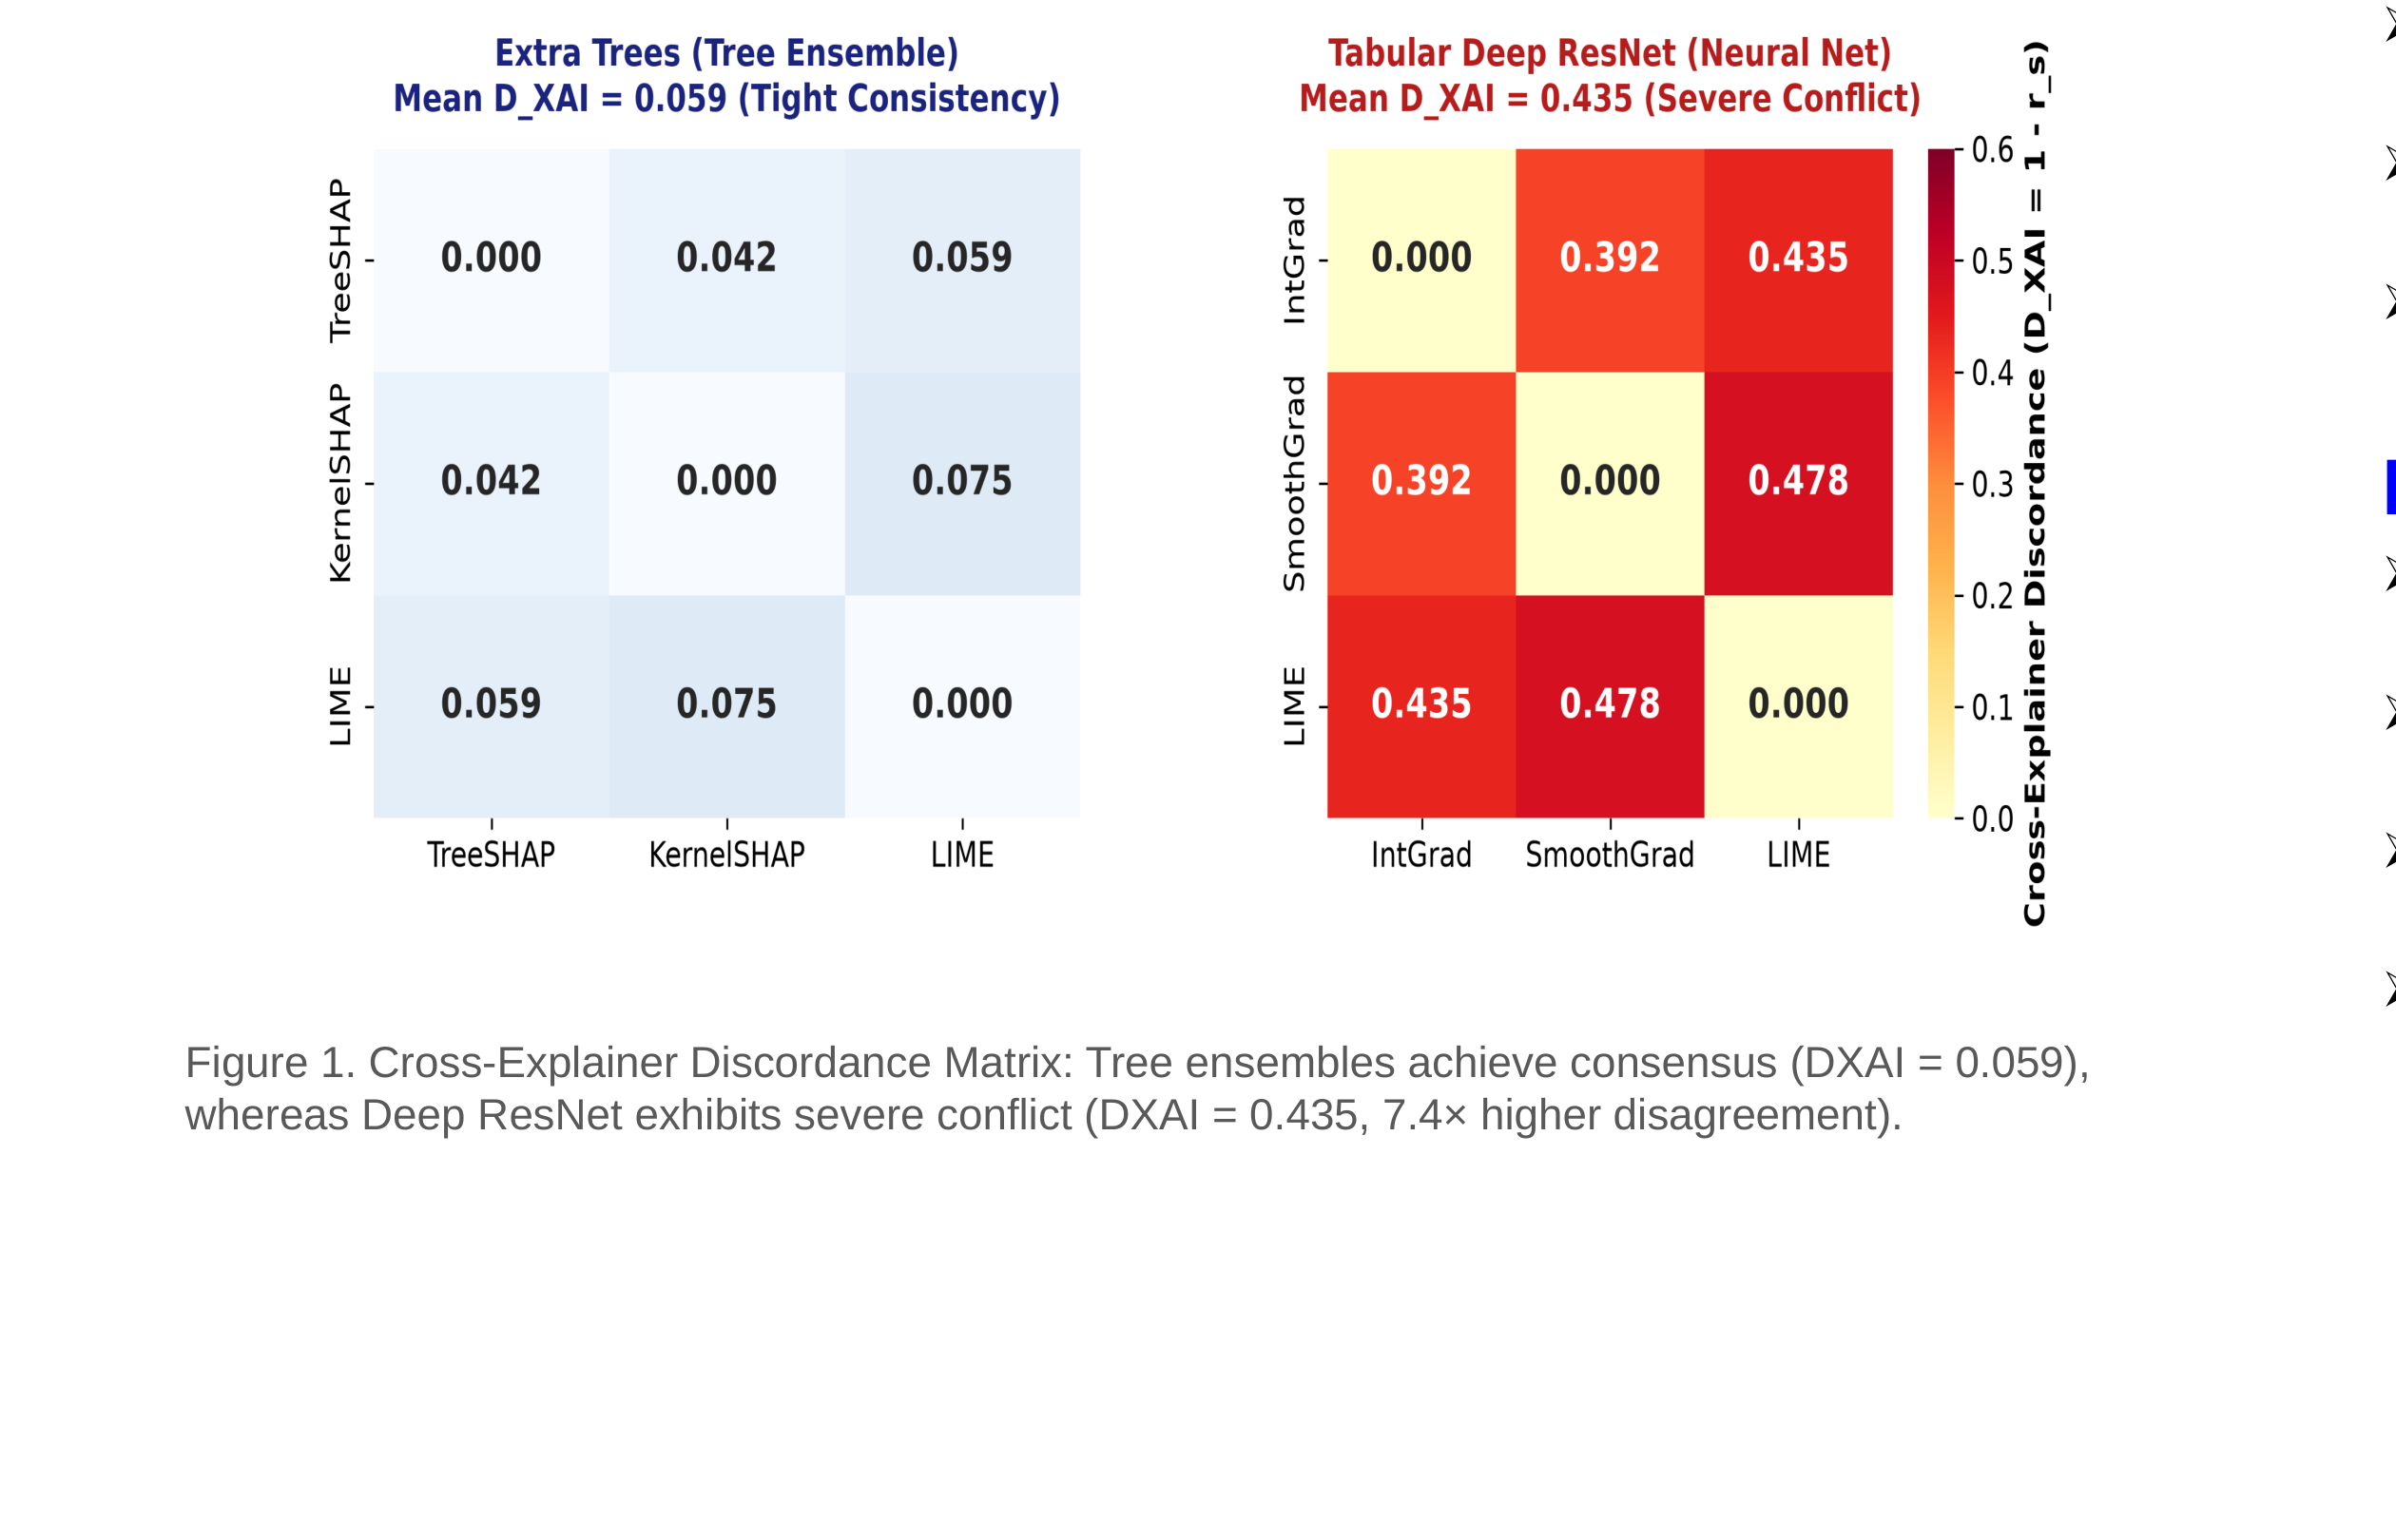 Extra Trees (Tree Ensemble)
Mean D_XAI = 0.059 (Tight Consistency)
TreeSHAP
0.000 0.042 0.059
KernelSHAP
0.042 0.000 0.075
LIME
0.059 0.075 0.000
TreeSHAP KernelSHAP LIME
Tabular Deep ResNet (Neural Net)
Mean D_XAI = 0.435 (Severe Conflict)
IntGrad
0.000 0.392 0.435
SmoothGrad
0.392 0.000 0.478
LIME
0.435 0.478 0.000
IntGrad SmoothGrad LIME
0.6
0.5
0.4
0.3
0.2
0.1
0.0
Cross-Explainer Discordance (D_XAI = 1 - r_s)
Figure 1. Cross-Explainer Discordance Matrix: Tree ensembles achieve consensus (DXAI = 0.059),
whereas Deep ResNet exhibits severe conflict (DXAI = 0.435, 7.4× higher disagreement).